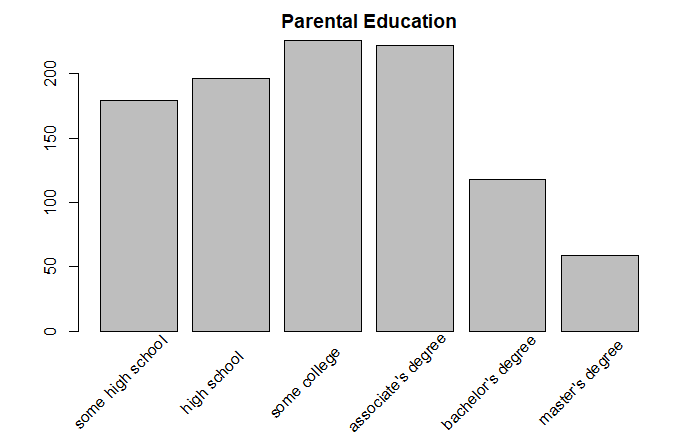 Parental Education
200
150
100
50
0
some high school
high school
some college
associate's degree
bachelor's degree
master's degree